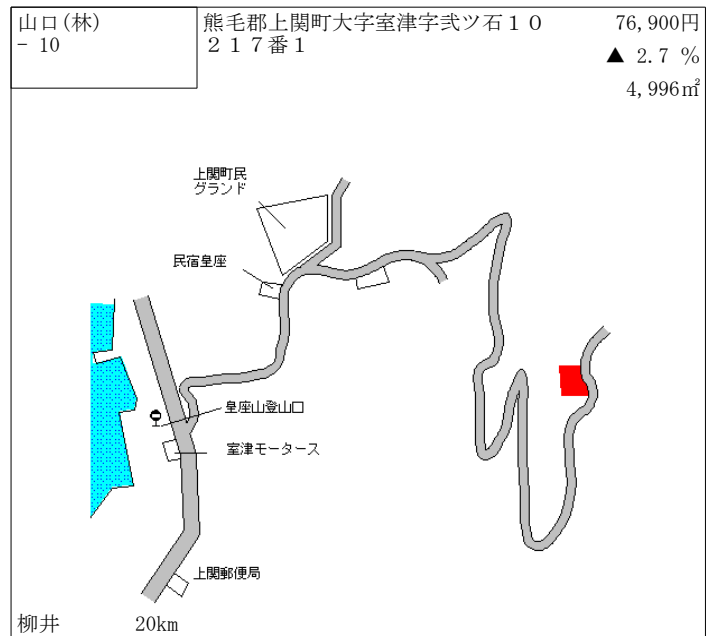 山口(林)
- 10
熊毛郡上関町大字室津字弐ツ石１０
２１７番１
76,900円
▲ 2.7 %
4,996㎡
上関町民
グランド
民宿皇座
皇座山登山口
室津モータース
上関郵便局
柳井 20km